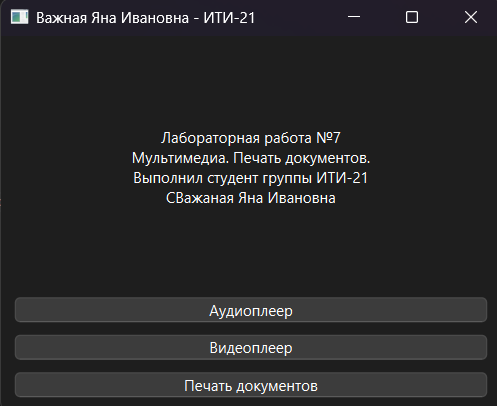 Важная Яна Ивановна - ИТИ-21
Лабораторная работа №7
Мультимедиа. Печать документов.
Выполнил студент группы ИТИ-21
СВажаная Яна Ивановна
Аудиоплеер
Видеоплеер
Печать документов